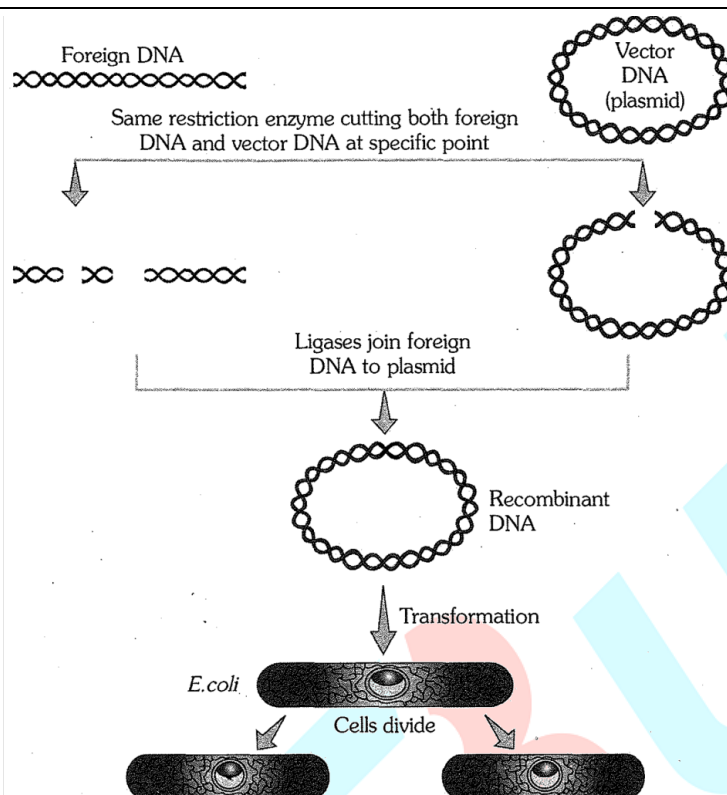 Foreign DNA
Vector
DNA
(plasmid)
Same restriction enzyme cutting both foreign
DNA and vector DNA at specific point
Ligases join foreign
DNA to plasmid
Recombinant
DNA
Transformation
E.coli
Cells divide